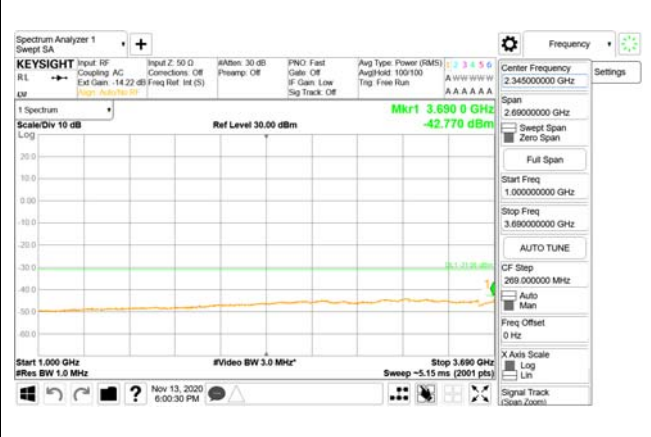 Spectrum Analyzer 1
Swept SA
+
Frequency
KEYSIGHT
RL
Input: RF
Coupling: AC
Ext Gain: -14.22 dB
Align: Auto/No RF
Input Z: 50 Ω
Corrections: Off
Freq Ref: Int (S)
#Atten: 30 dB
Preamp: Off
PNO: Fast
Gate: Off
IF Gain: Low
Sig Track: Off
Avg Type: Power (RMS)
Avg|Hold: 100/100
Trig: Free Run
1 2 3 4 5 6
A W W W W W
A A A A A A
1 Spectrum
Scale/Div 10 dB
Log
Ref Level 30.00 dBm
Mkr1 3.690 0 GHz
-42.770 dBm
20.0
10.0
0.00
-10.0
-20.0
-30.0
-40.0
-50.0
-60.0
1
Start 1.000 GHz
#Res BW 1.0 MHz
#Video BW 3.0 MHz*
Stop 3.690 GHz
Sweep ~5.15 ms (2001 pts)
Nov 13, 2020
6:00:30 PM
Settings
Center Frequency
2.345000000 GHz
Span
2.69000000 GHz
Swept Span
Zero Span
Full Span
Start Freq
1.000000000 GHz
Stop Freq
3.690000000 GHz
AUTO TUNE
CF Step
269.000000 MHz
Auto
Man
Freq Offset
0 Hz
X Axis Scale
Log
Lin
Signal Track
(Span Zoom)